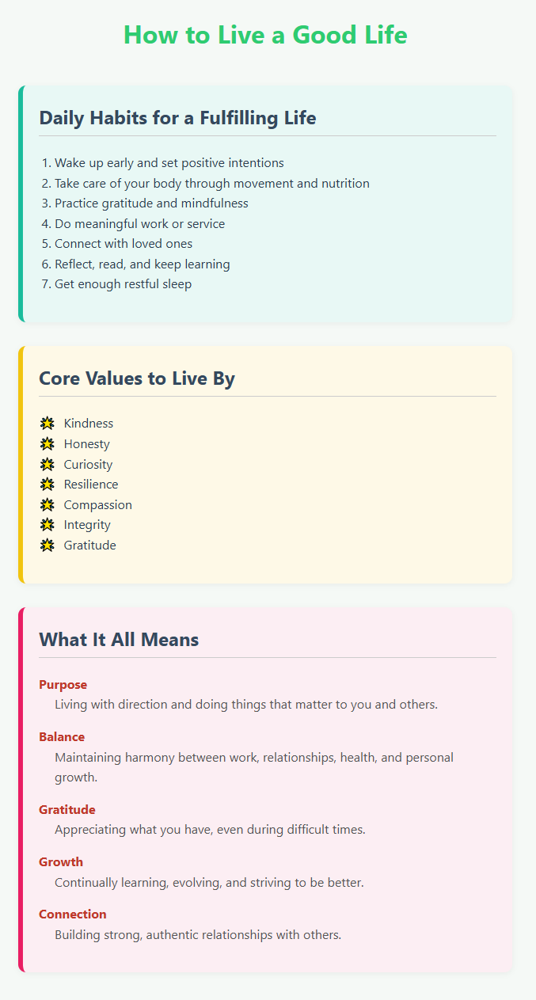 How to Live a Good Life
Daily Habits for a Fulfilling Life
1. Wake up early and set positive intentions
2. Take care of your body through movement and nutrition
3. Practice gratitude and mindfulness
4. Do meaningful work or service
5. Connect with loved ones
6. Reflect, read, and keep learning
7. Get enough restful sleep
Core Values to Live By
🌟 Kindness
🌟 Honesty
🌟 Curiosity
🌟 Resilience
🌟 Compassion
🌟 Integrity
🌟 Gratitude
What It All Means
Purpose
Living with direction and doing things that matter to you and others.
Balance
Maintaining harmony between work, relationships, health, and personal
growth.
Gratitude
Appreciating what you have, even during difficult times.
Growth
Continually learning, evolving, and striving to be better.
Connection
Building strong, authentic relationships with others.